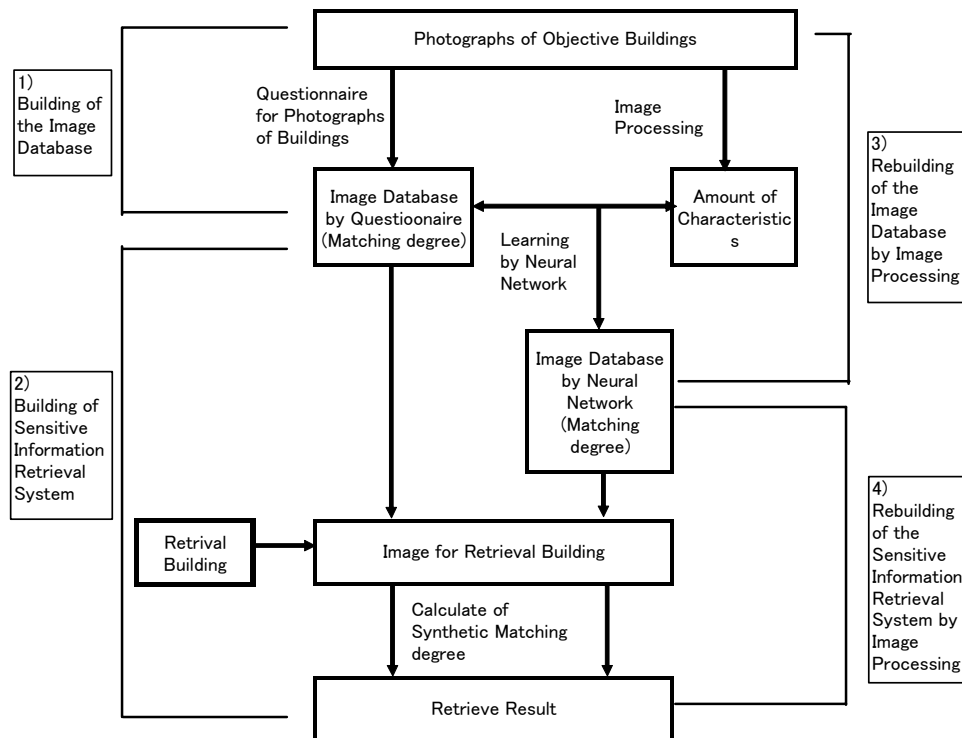 Photographs of Objective Buildings
1)
Building of
the Image
Database
Questionnaire
for Photographs
of Buildings
Image
Processing
3)
Rebuilding
of the
Image
Database
by Image
Processing
Image Database
by Questioonaire
(Matching degree)
Amount of
Characteristic
s
Learning
by Neural
Network
Image Database
by Neural
Network
(Matching
degree)
2)
Building of
Sensitive
Information
Retrieval
System
4)
Rebuilding
of the
Sensitive
Information
Retrieval
System by
Image
Processing
Retrival
Building
Image for Retrieval Building
Calculate of
Synthetic Matching
degree
Retrieve Result